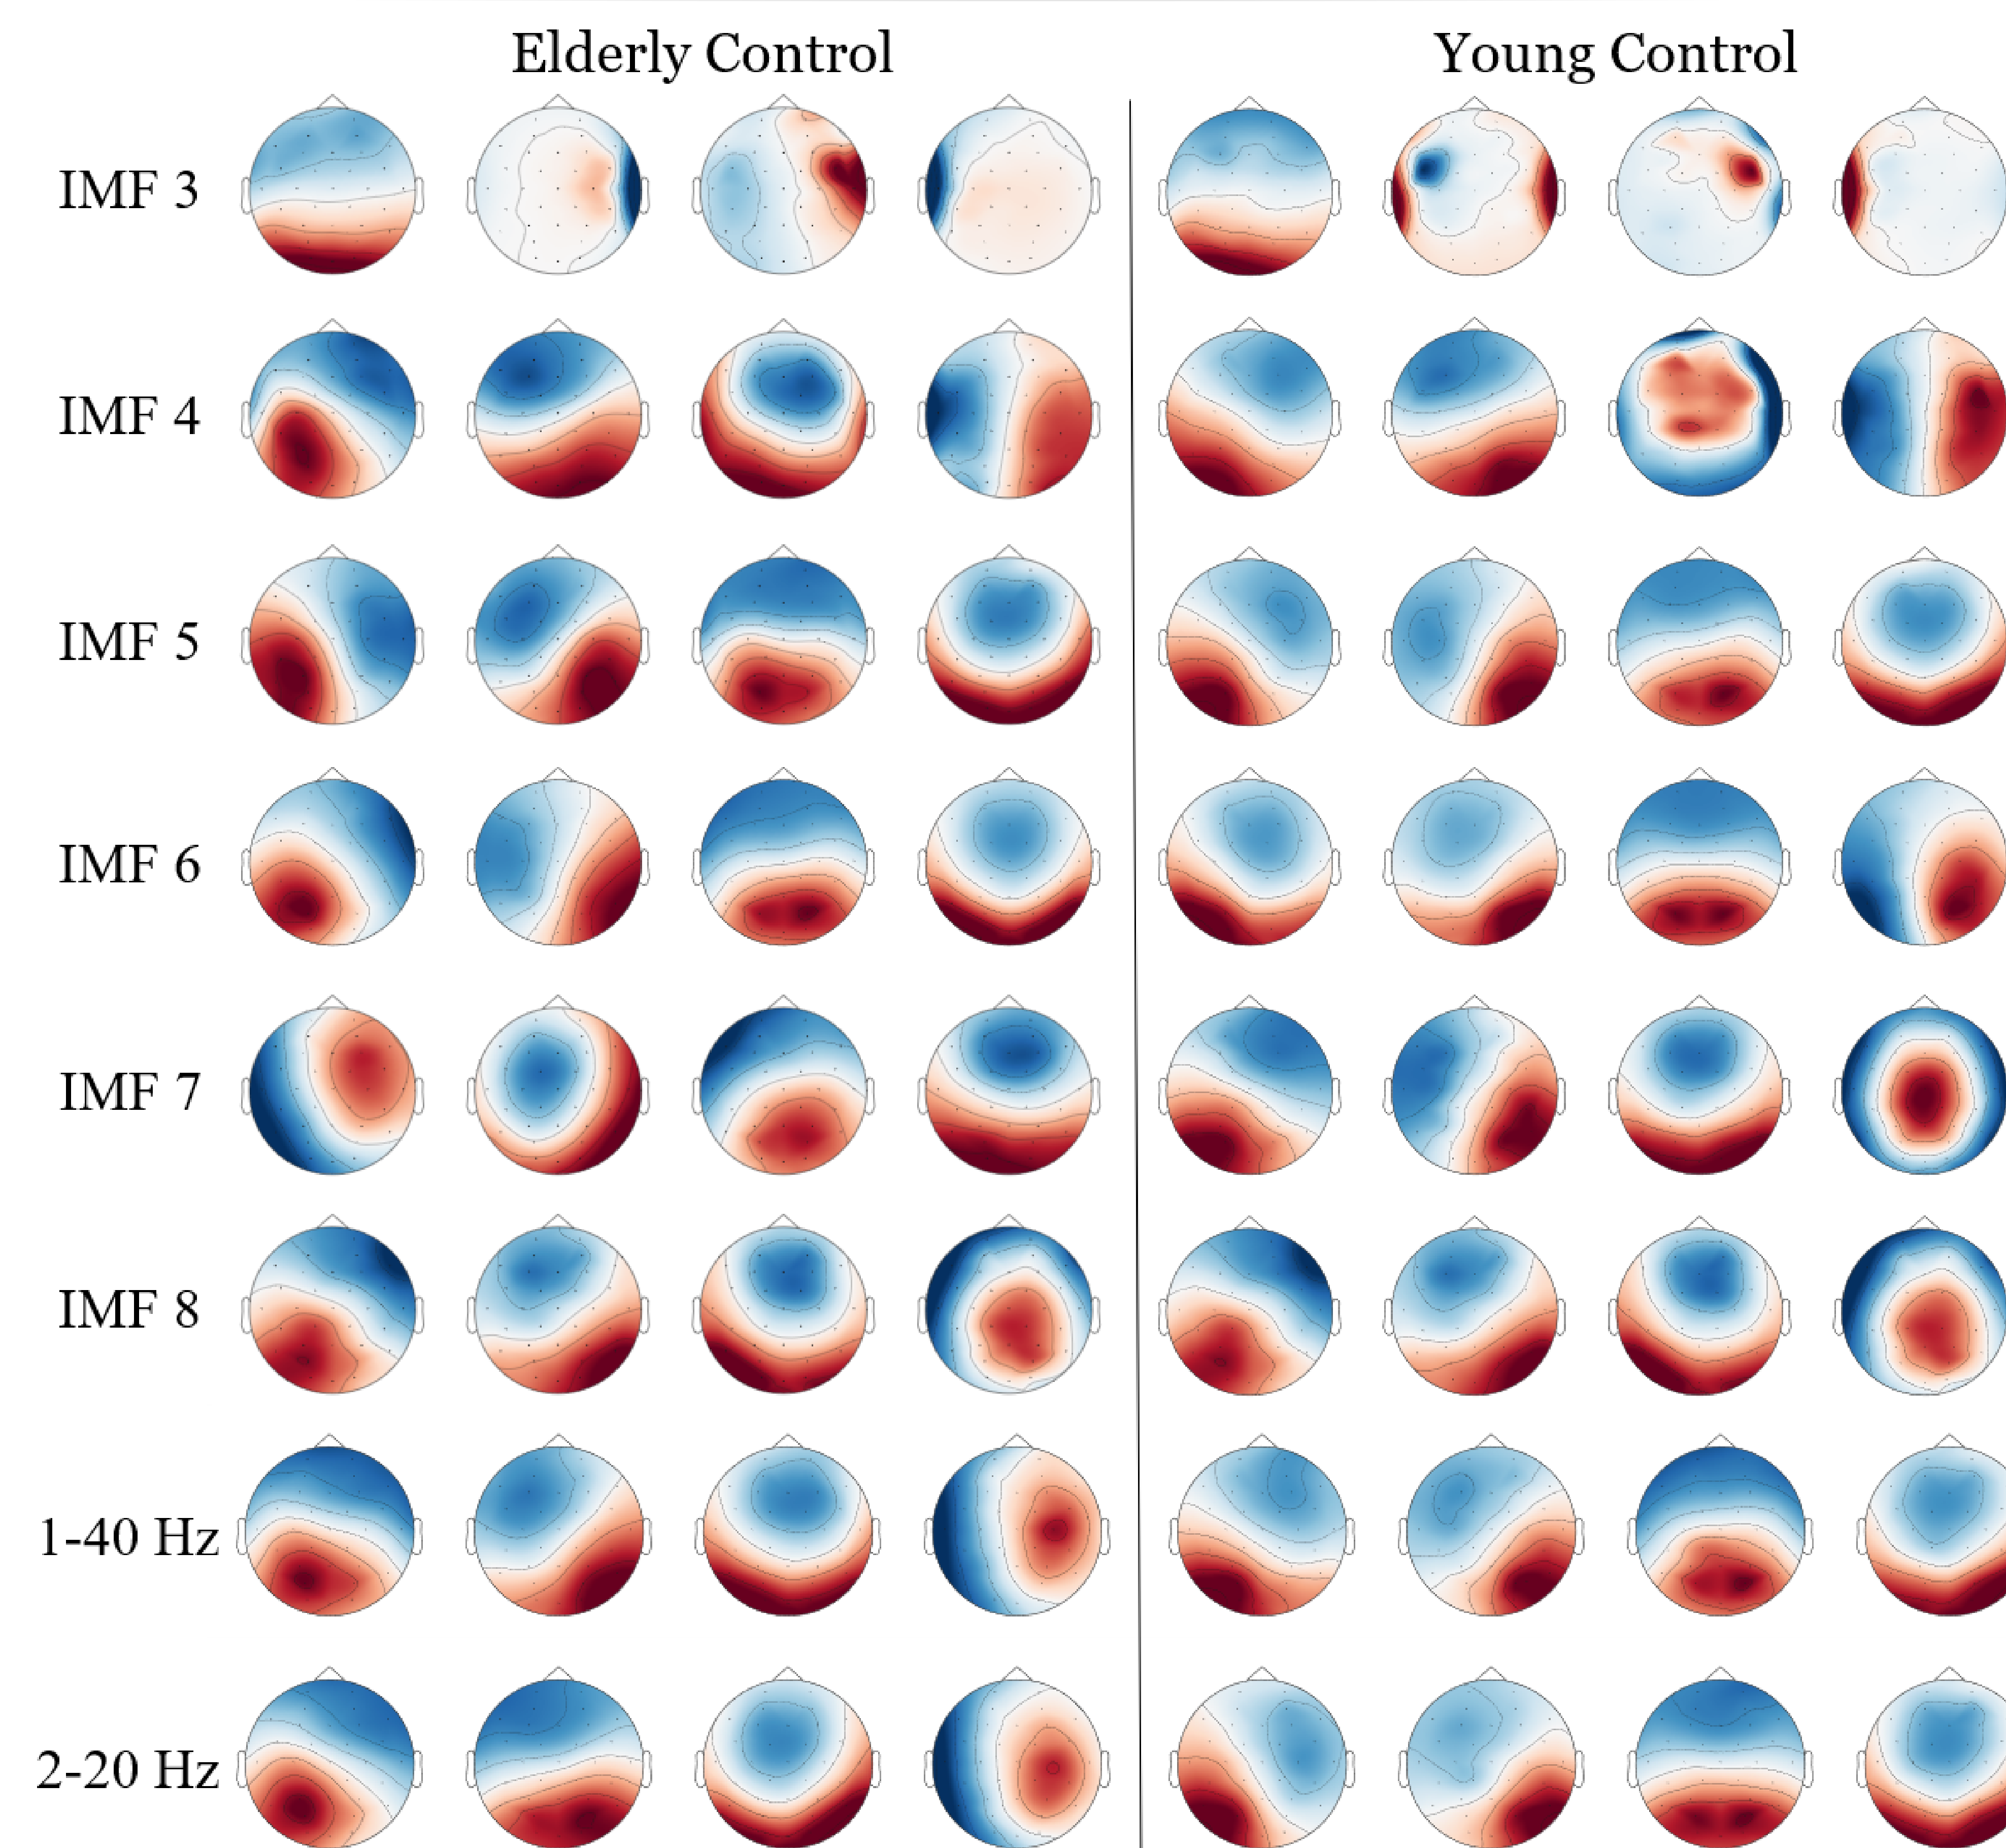 Elderly Control
Young Control
IMF 3
IMF 4
IMF 5
IMF 6
IMF 7
IMF 8
1-40 Hz
2-20 Hz